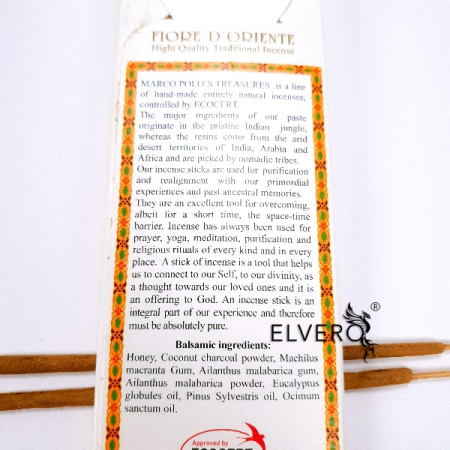 FIORE D'ORIENTE
Hight Quality Traditional Incense
MARCO POLO'S TREASURES is a line
of hand-made entirely natural incenses,
controlled by ECOCERT.
The major ingredients of our paste
originate in the pristine Indian jungle,
whereas the resins come from the arid
desert territories of India, Arabia and
Africa and are picked by nomadic tribes.
Our incense sticks are used for purification
and realignment with our primordial
experiences and past ancestral memories.
They are an excellent tool for overcoming,
albeit for a short time, the space-time
barrier. Incense has always been used for
prayer, yoga, meditation, purification and
religious rituals of every kind and in every
place. A stick of incense is a tool that helps
us to connect to our Self, to our divinity, as
a thought towards our loved ones and it is
an offering to God. An incense stick is an
integral part of our experience and therefore
must be absolutely pure.
ELVERO ®
Balsamic ingredients:
Honey, Coconut charcoal powder, Machilus
macranta Gum, Ailanthus malabarica gum,
Ailanthus malabarica powder, Eucalyptus
globules oil, Pinus Sylvestris oil, Ocimum
sanctum oil.
Approved by
ECOCERT